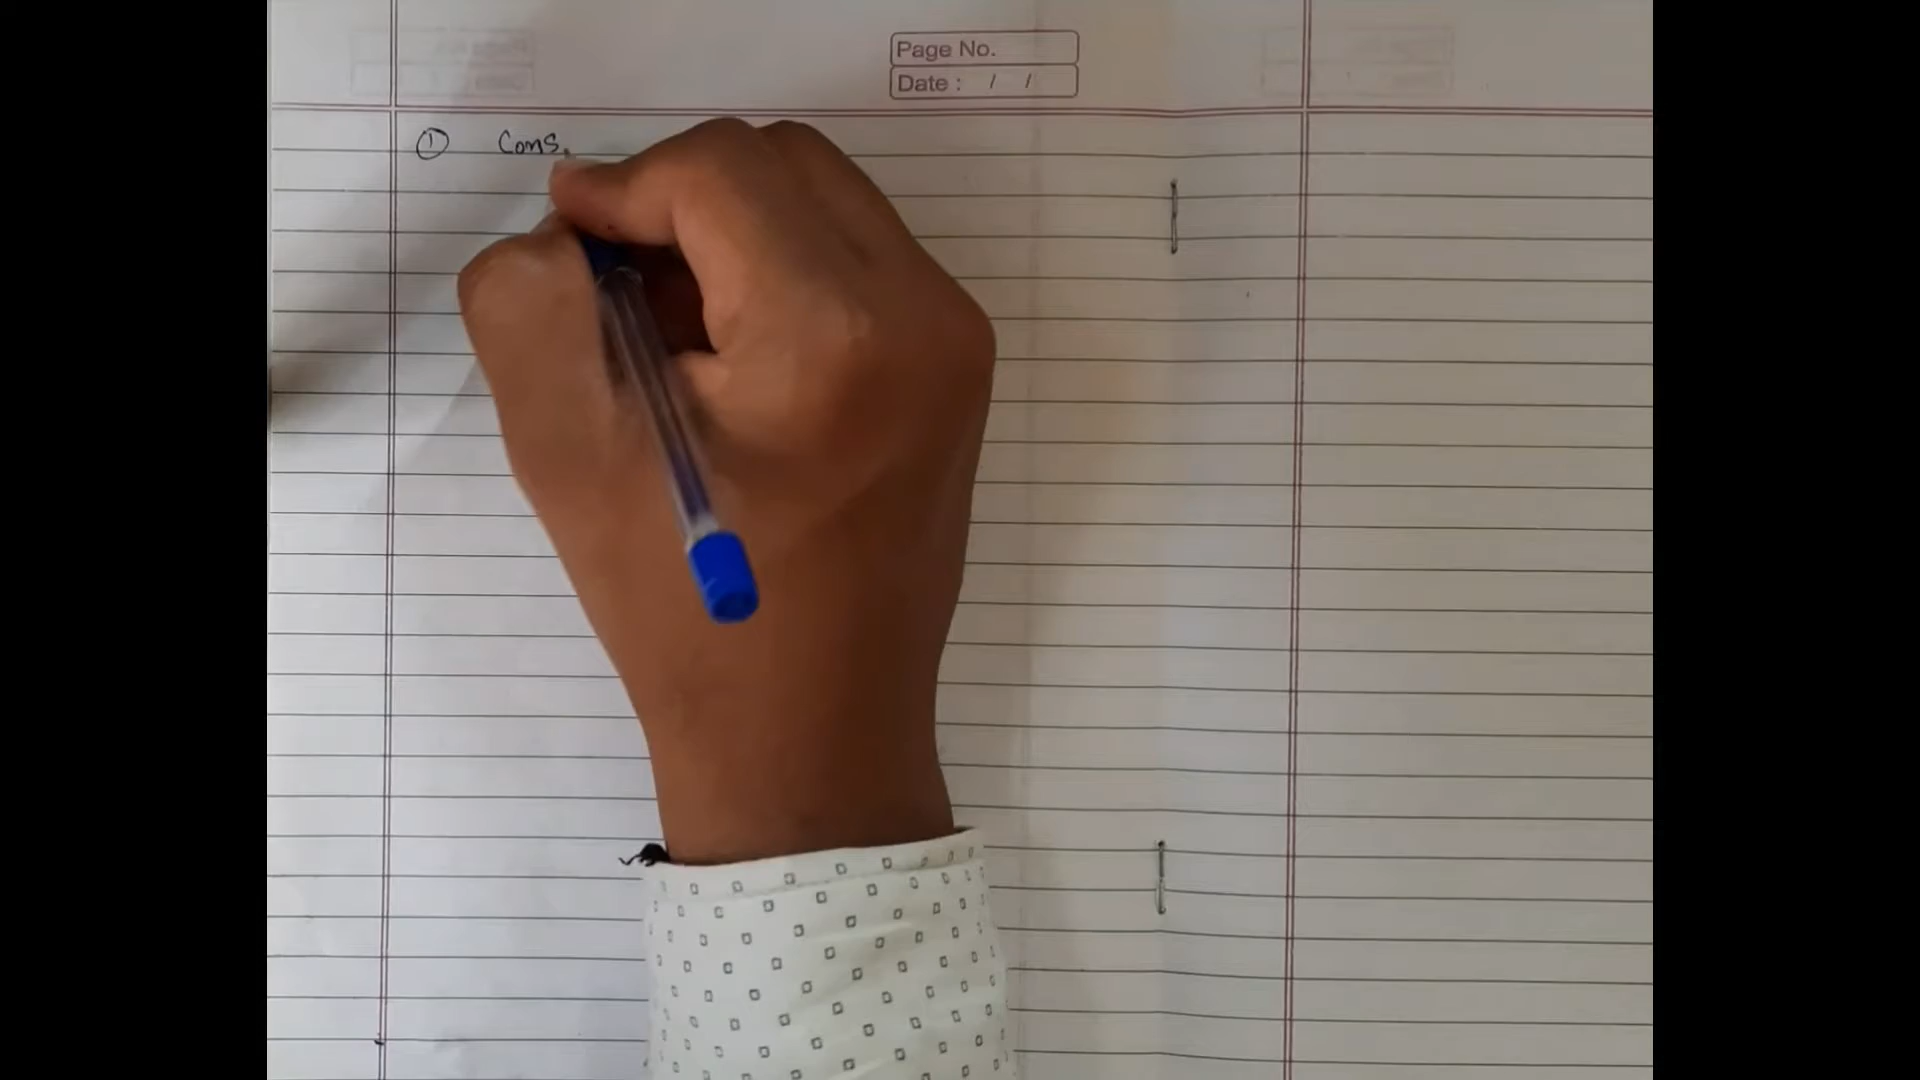 Page No.
Date : / /
① Cons